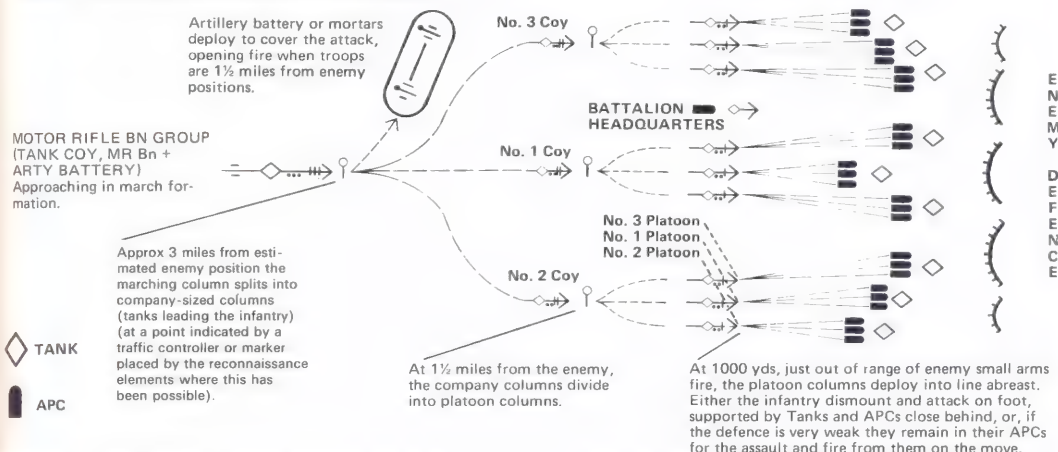 Artillery battery or mortars
deploy to cover the attack,
opening fire when troops
are 1½ miles from enemy
positions.
No. 3 Coy
BATTALION
HEADQUARTERS
MOTOR RIFLE BN GROUP
(TANK COY, MR Bn +
ARTY BATTERY)
Approaching in march for-
mation.
No. 1 Coy
No. 3 Platoon
No. 1 Platoon
No. 2 Platoon
No. 2 Coy
Approx 3 miles from esti-
mated enemy position the
marching column splits into
company-sized columns
(tanks leading the infantry)
(at a point indicated by a
traffic controller or marker
placed by the reconnaissance
elements where this has
been possible).
TANK
APC
At 1½ miles from the enemy,
the company columns divide
into platoon columns.
At 1000 yds, just out of range of enemy small arms
fire, the platoon columns deploy into line abreast.
Either the infantry dismount and attack on foot,
supported by Tanks and APCs close behind, or, if
the defence is very weak they remain in their APCs
for the assault and fire from them on the move.
ENEMY
DEFENCE